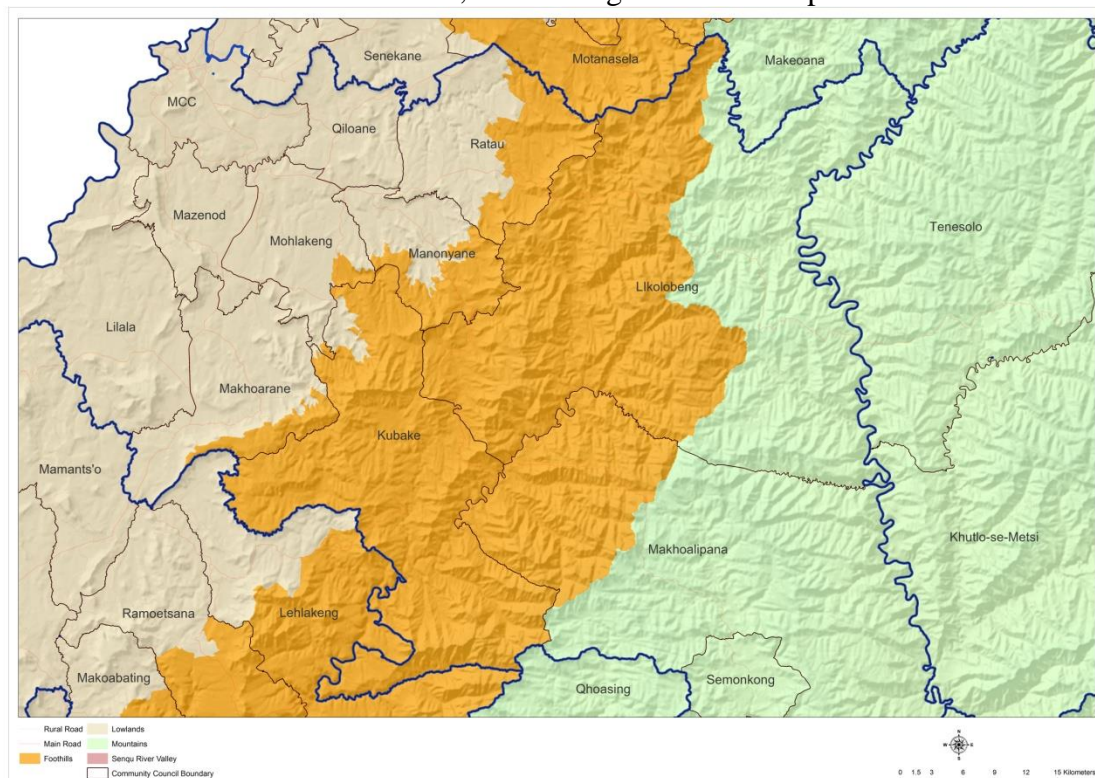 Senekane
Motanasela
Makeoana
MCC
Qiloane
Ratau
Mazenod
Mohlakeng
Manonyane
Tenesolo
LIkolobeng
Lilala
Makhoarane
Kubake
Mamants'o
Khutlo-se-Metsi
Makhoalipana
Ramoetsana
Lehlakeng
Makoabating
Qhoasing
Semonkong
Rural Road
Lowlands
Main Road
Mountains
Foothills
Senqu River Valley
Community Council Boundary
N
W E
S
0 1.5 3 6 9 12 15 Kilometers